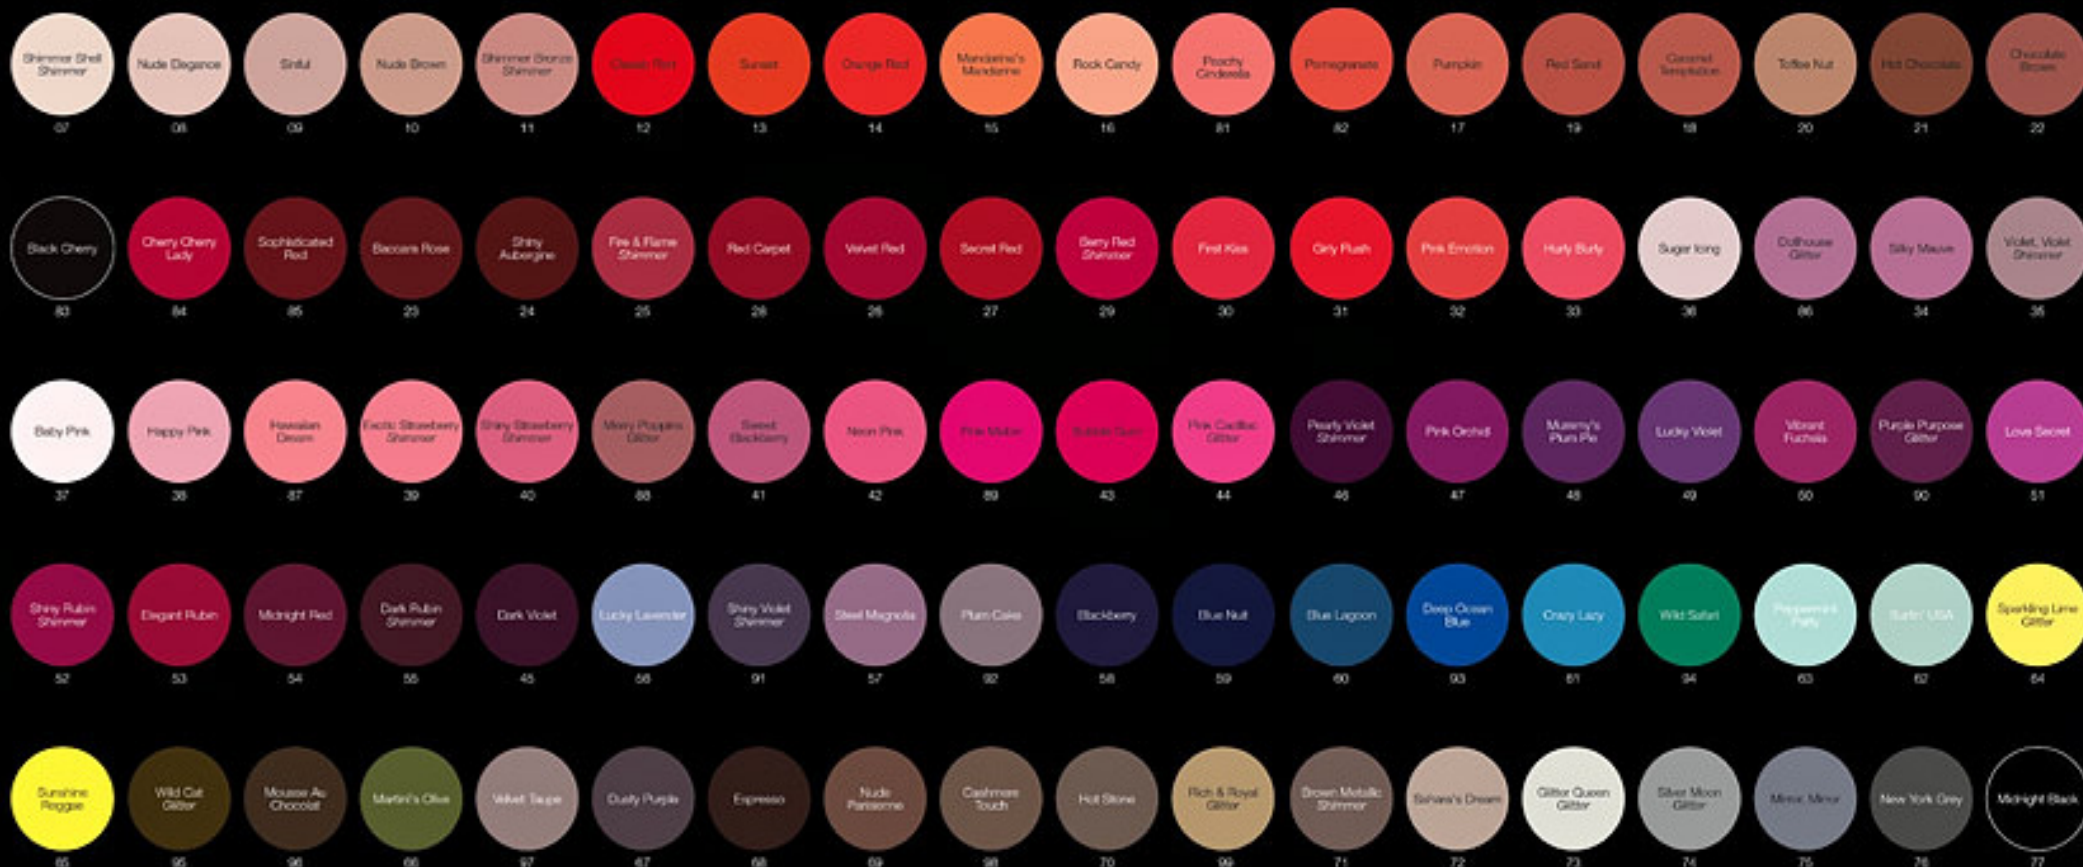 Shimmer Shell
Shimmer
Nude Elegance
Sinful
Nude Brown
Shimmer Bronze
Shimmer
Classic Red
Sunset
Orange Red
Mandarine's
Mandarine
Rock Candy
Peachy
Cinderella
Pomegranate
Pumpkin
Red Sand
Caramel
Temptation
Toffee Nut
Hot Chocolate
Chocolate
Brown
07 08 09 10 11 12 13 14 15 16 81 82 17 19 18 20 21 22
Black Cherry
Cherry Cherry
Lady
Sophisticated
Red
Baccara Rose
Shiny
Aubergine
Fire & Flame
Shimmer
Red Carpet
Velvet Red
Secret Red
Berry Red
Shimmer
First Kiss
Girly Rush
Pink Emotion
Hurly Burly
Sugar Icing
Dollhouse
Glitter
Silky Mauve
Violet, Violet
Shimmer
83 84 85 23 24 25 28 26 27 29 30 31 32 33 36 86 34 35
Baby Pink
Happy Pink
Hawaiian
Dream
Exotic Strawberry
Shimmer
Shiny Strawberry
Shimmer
Merry Poppins
Glitter
Sweet
Blackberry
Neon Pink
Pink
Bubble Gum
Pink Cadillac
Glitter
Pearly Violet
Shimmer
Pink Orchid
Mummy's
Plum Pie
Lucky Violet
Vibrant
Fuchsia
Purple Purpose
Glitter
Love Secret
37 38 87 39 40 88 41 42 89 43 44 46 47 48 49 50 90 51
Shiny Rubin
Shimmer
Elegant Rubin
Midnight Red
Dark Rubin
Shimmer
Dark Violet
Lucky Lavender
Shiny Violet
Shimmer
Steel Magnolia
Plum Cake
Blackberry
Blue Nuit
Blue Lagoon
Deep Ocean
Blue
Crazy Lazy
Wild Safari
Peppermint
Patty
Surfin' USA
Sparkling Lime
Glitter
52 53 54 55 45 56 91 57 92 58 59 60 93 61 94 63 62 64
Sunshine
Reggae
Wild Cat
Glitter
Mousse Au
Chocolat
Martini's Olive
Velvet Taupe
Dusty Purple
Espresso
Nude
Parisienne
Cashmere
Touch
Hot Stone
Rich & Royal
Glitter
Brown Metallic
Shimmer
Sahara's Dream
Glitter Queen
Glitter
Silver Moon
Glitter
Mirror, Mirror
New York Grey
Midnight Black
65 95 96 66 97 67 68 69 98 70 99 71 72 73 74 75 76 77